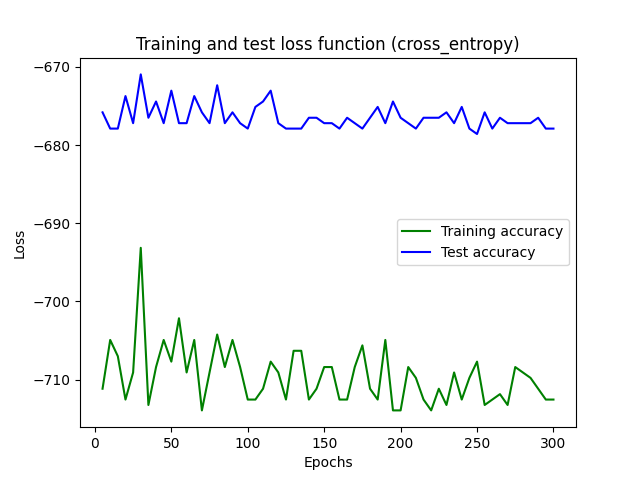 Training and test loss function (cross_entropy)
−670
−680
−690
−700
−710
Loss
Training accuracy
Test accuracy
0
50
100
150
200
250
300
Epochs